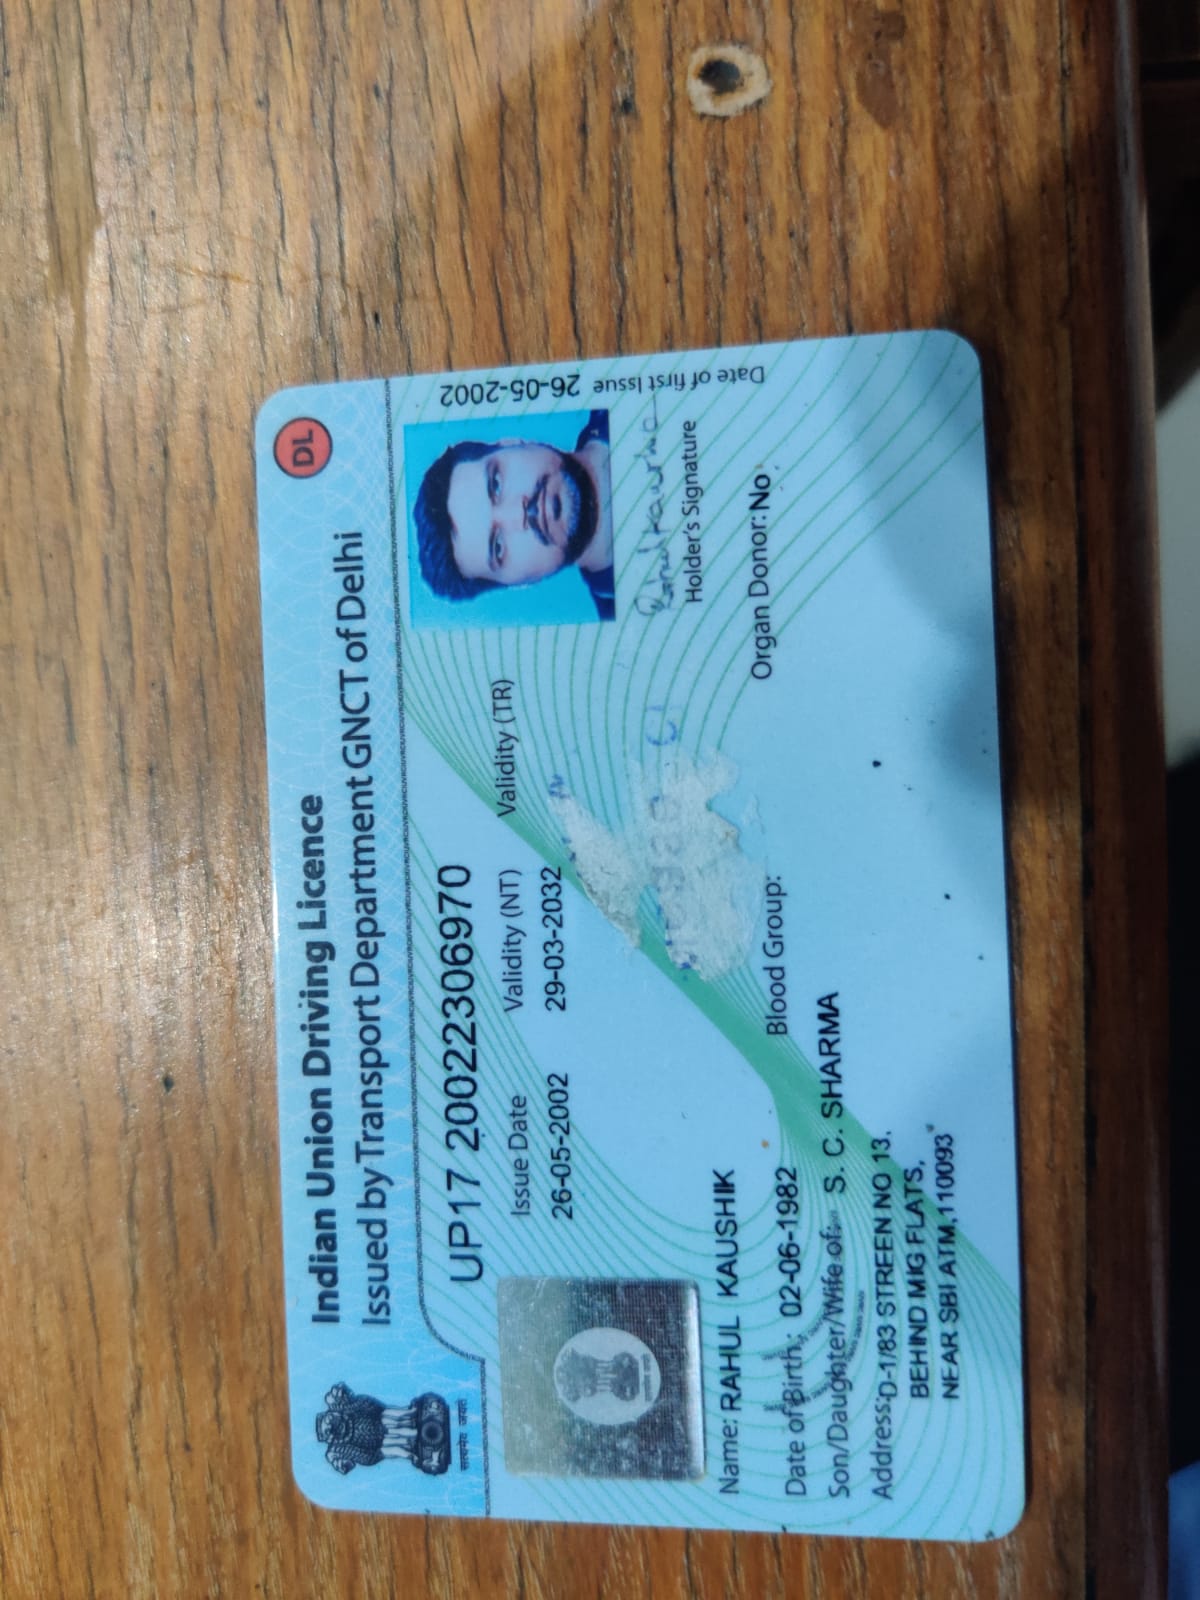 Indian Union Driving Licence
Issued by Transport Department GNCT of Delhi
DL
सत्यमेव जयते
UP17 20022306970
Issue Date Validity (NT) Validity (TR)
26-05-2002 29-03-2032
Date of first Issue 26-05-2002
Rahul Kaushik
Holder's Signature
Name: RAHUL KAUSHIK
Date of Birth: 02-06-1982 Blood Group: Organ Donor: No
Son/Daughter/Wife of: S. C. SHARMA
Address: D-1/83 STREEN NO 13,
BEHIND MIG FLATS,
NEAR SBI ATM,110093